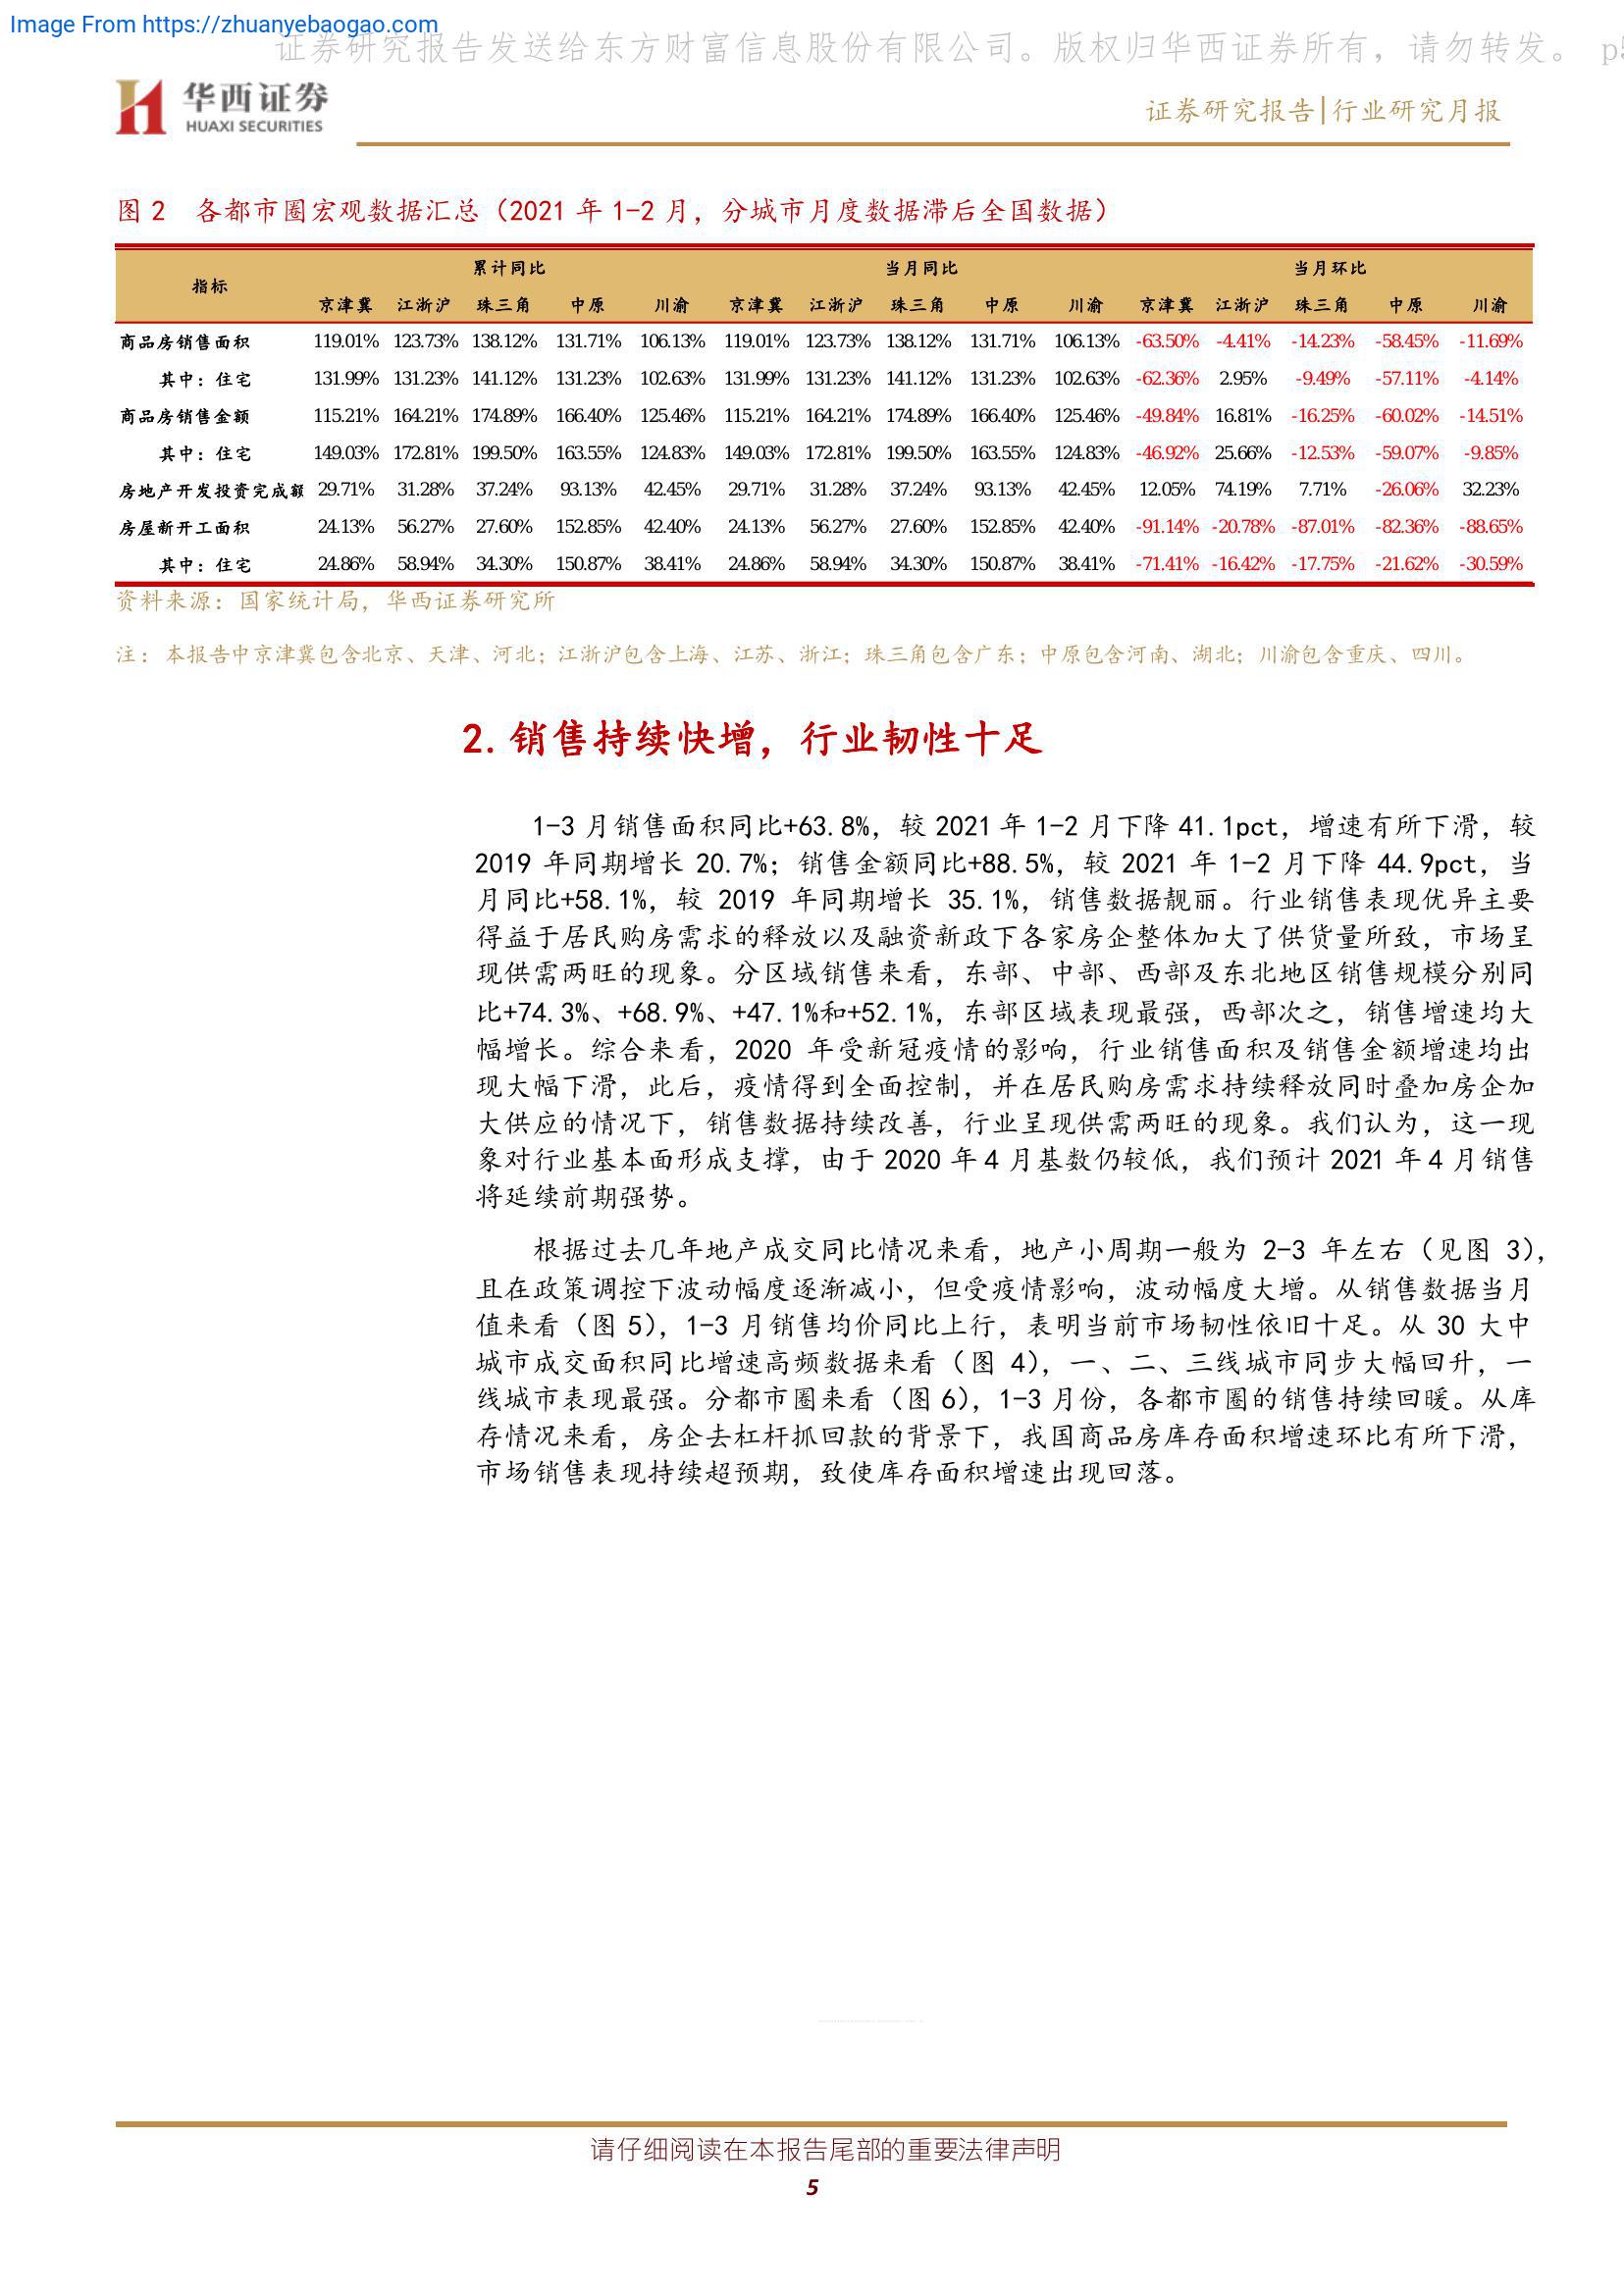 Image From https://zhuanyebaogao.com
证券研究报告发送给东方财富信息股份有限公司。版权归华西证券所有，请勿转发。 p5
华西证券
HUAXI SECURITIES
证券研究报告|行业研究月报
图 2 各都市圈宏观数据汇总（2021 年 1-2 月，分城市月度数据滞后全国数据）
指标 累计同比 当月同比 当月环比
京津冀 江浙沪 珠三角 中原 川渝 京津冀 江浙沪 珠三角 中原 川渝 京津冀 江浙沪 珠三角 中原 川渝
商品房销售面积 119.01% 123.73% 138.12% 131.71% 106.13% 119.01% 123.73% 138.12% 131.71% 106.13% -63.50% -4.41% -14.23% -58.45% -11.69%
其中：住宅 131.99% 131.23% 141.12% 131.23% 102.63% 131.99% 131.23% 141.12% 131.23% 102.63% -62.36% 2.95% -9.49% -57.11% -4.14%
商品房销售金额 115.21% 164.21% 174.89% 166.40% 125.46% 115.21% 164.21% 174.89% 166.40% 125.46% -49.84% 16.81% -16.25% -60.02% -14.51%
其中：住宅 149.03% 172.81% 199.50% 163.55% 124.83% 149.03% 172.81% 199.50% 163.55% 124.83% -46.92% 25.66% -12.53% -59.07% -9.85%
房地产开发投资完成额 29.71% 31.28% 37.24% 93.13% 42.45% 29.71% 31.28% 37.24% 93.13% 42.45% 12.05% 74.19% 7.71% -26.06% 32.23%
房屋新开工面积 24.13% 56.27% 27.60% 152.85% 42.40% 24.13% 56.27% 27.60% 152.85% 42.40% -91.14% -20.78% -87.01% -82.36% -88.65%
其中：住宅 24.86% 58.94% 34.30% 150.87% 38.41% 24.86% 58.94% 34.30% 150.87% 38.41% -71.41% -16.42% -17.75% -21.62% -30.59%
资料来源：国家统计局，华西证券研究所
注：本报告中京津冀包含北京、天津、河北；江浙沪包含上海、江苏、浙江；珠三角包含广东；中原包含河南、湖北；川渝包含重庆、四川。
2. 销售持续快增，行业韧性十足
1-3 月销售面积同比+63.8%，较 2021 年 1-2 月下降 41.1pct，增速有所下滑，较
2019 年同期增长 20.7%；销售金额同比+88.5%，较 2021 年 1-2 月下降 44.9pct，当
月同比+58.1%，较 2019 年同期增长 35.1%，销售数据靓丽。行业销售表现优异主要
得益于居民购房需求的释放以及融资新政下各家房企整体加大了供货量所致，市场呈
现供需两旺的现象。分区域销售来看，东部、中部、西部及东北地区销售规模分别同
比+74.3%、+68.9%、+47.1%和+52.1%，东部区域表现最强，西部次之，销售增速均大
幅增长。综合来看，2020 年受新冠疫情的影响，行业销售面积及销售金额增速均出
现大幅下滑，此后，疫情得到全面控制，并在居民购房需求持续释放同时叠加房企加
大供应的情况下，销售数据持续改善，行业呈现供需两旺的现象。我们认为，这一现
象对行业基本面形成支撑，由于 2020 年 4 月基数仍较低，我们预计 2021 年 4 月销售
将延续前期强势。
根据过去几年地产成交同比情况来看，地产小周期一般为 2-3 年左右（见图 3），
且在政策调控下波动幅度逐渐减小，但受疫情影响，波动幅度大增。从销售数据当月
值来看（图 5），1-3 月销售均价同比上行，表明当前市场韧性依旧十足。从 30 大中
城市成交面积同比增速高频数据来看（图 4），一、二、三线城市同步大幅回升，一
线城市表现最强。分都市圈来看（图 6），1-3 月份，各都市圈的销售持续回暖。从库
存情况来看，房企去杠杆抓回款的背景下，我国商品房库存面积增速环比有所下滑，
市场销售表现持续超预期，致使库存面积增速出现回落。
请仔细阅读在本报告尾部的重要法律声明
5